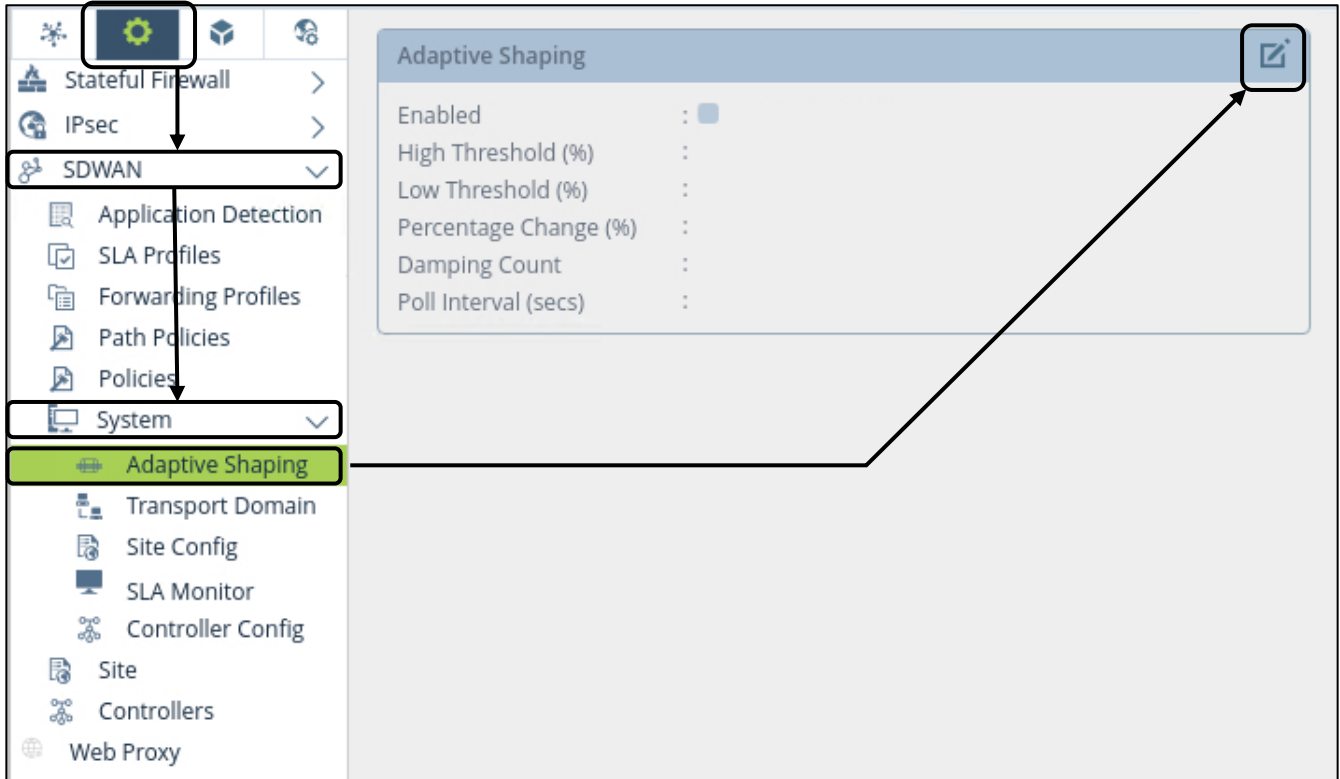 Stateful Firewall
IPsec
SDWAN
Application Detection
SLA Profiles
Forwarding Profiles
Path Policies
Policies
System
Adaptive Shaping
Transport Domain
Site Config
SLA Monitor
Controller Config
Site
Controllers
Web Proxy
Adaptive Shaping
Enabled :
High Threshold (%) :
Low Threshold (%) :
Percentage Change (%) :
Damping Count :
Poll Interval (secs) :